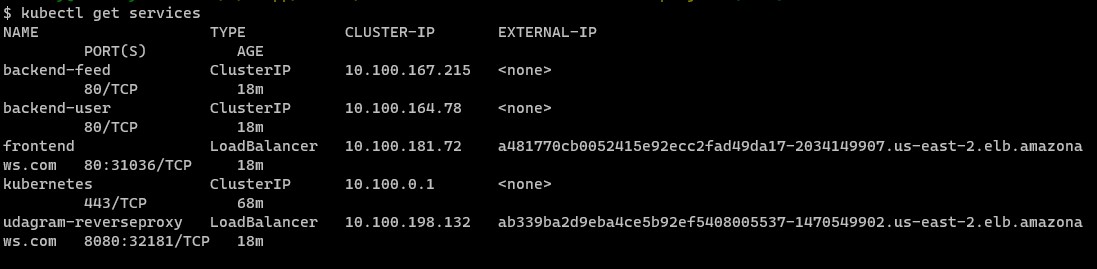 $ kubectl get services
NAME                   TYPE           CLUSTER-IP       EXTERNAL-IP
         PORT(S)          AGE
backend-feed           ClusterIP      10.100.167.215   <none>
         80/TCP           18m
backend-user           ClusterIP      10.100.164.78    <none>
         80/TCP           18m
frontend               LoadBalancer   10.100.181.72    a481770cb0052415e92ecc2fad49da17-2034149907.us-east-2.elb.amazona
ws.com   80:31036/TCP     18m
kubernetes             ClusterIP      10.100.0.1       <none>
         443/TCP          68m
udagram-reverseproxy   LoadBalancer   10.100.198.132   ab339ba2d9eba4ce5b92ef5408005537-1470549902.us-east-2.elb.amazona
ws.com   8080:32181/TCP   18m